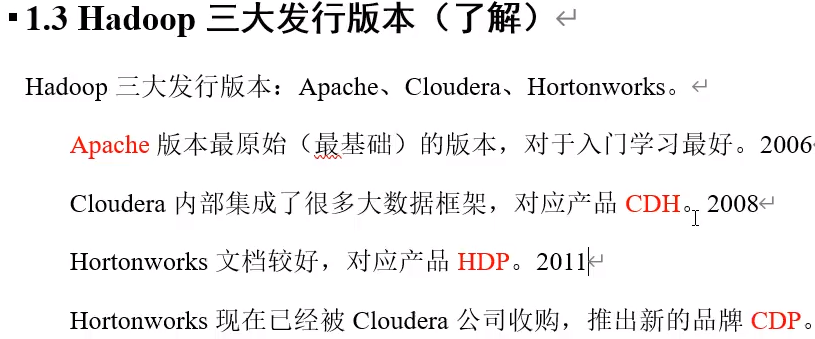 ▪1.3 Hadoop 三大发行版本（了解）↵
Hadoop 三大发行版本：Apache、Cloudera、Hortonworks。↵
Apache 版本最原始（最基础）的版本，对于入门学习最好。2006↵
Cloudera 内部集成了很多大数据框架，对应产品 CDH。2008↵
Hortonworks 文档较好，对应产品 HDP。2011↵
Hortonworks 现在已经被 Cloudera 公司收购，推出新的品牌 CDP。